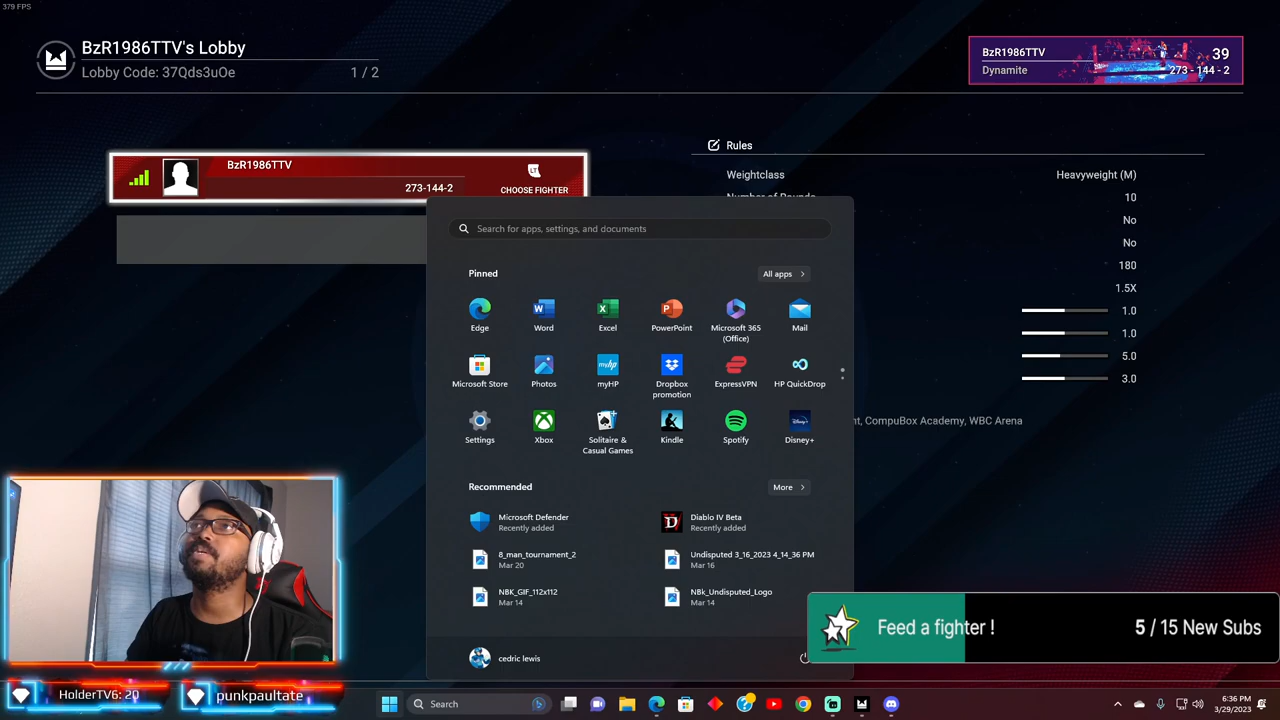 379 FPS
BzR1986TTV's Lobby
Lobby Code: 37Qds3uOe
1 / 2
BzR1986TTV
39
Dynamite
273 - 144 - 2
BzR1986TTV
273-144-2
LT
CHOOSE FIGHTER
Rules
Weightclass
Heavyweight (M)
Number of Rounds
10
No
No
180
1.5X
1.0
1.0
5.0
3.0
CompuBox Academy, WBC Arena
Search for apps, settings, and documents
Pinned
All apps
Edge
Word
Excel
PowerPoint
Microsoft 365
(Office)
Mail
Microsoft Store
Photos
myHP
Dropbox
promotion
ExpressVPN
HP QuickDrop
Settings
Xbox
Solitaire &
Casual Games
Kindle
Spotify
Disney+
Recommended
More
Microsoft Defender
Recently added
Diablo IV Beta
Recently added
8_man_tournament_2
Mar 20
Undisputed 3_16_2023 4_14_36 PM
Mar 16
NBK_GIF_112x112
Mar 14
NBk_Undisputed_Logo
Mar 14
cedric lewis
Feed a fighter !
5 / 15 New Subs
HolderTV6: 20
punkpaultate
Search
6:36 PM
3/29/2023